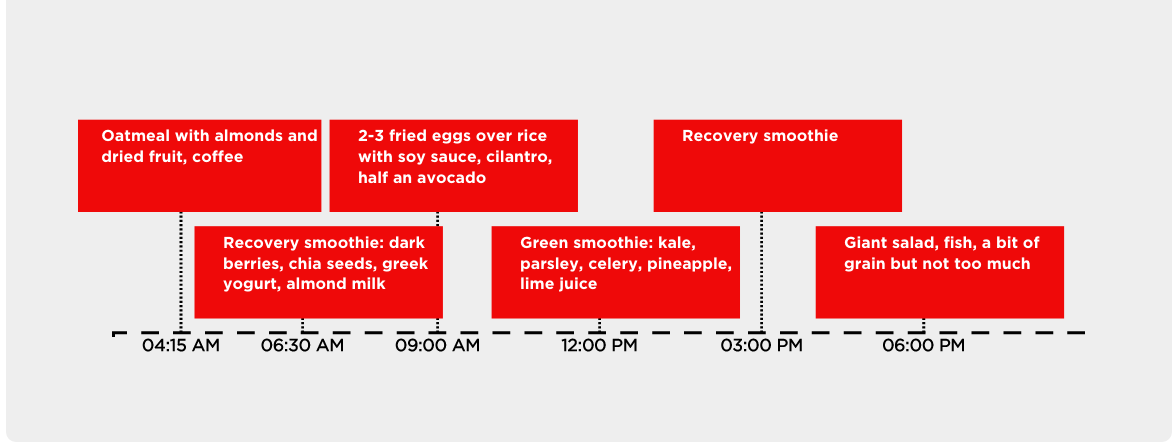 Oatmeal with almonds and
dried fruit, coffee
2-3 fried eggs over rice
with soy sauce, cilantro,
half an avocado
Recovery smoothie
Recovery smoothie: dark
berries, chia seeds, greek
yogurt, almond milk
Green smoothie: kale,
parsley, celery, pineapple,
lime juice
Giant salad, fish, a bit of
grain but not too much
04:15 AM
06:30 AM
09:00 AM
12:00 PM
03:00 PM
06:00 PM